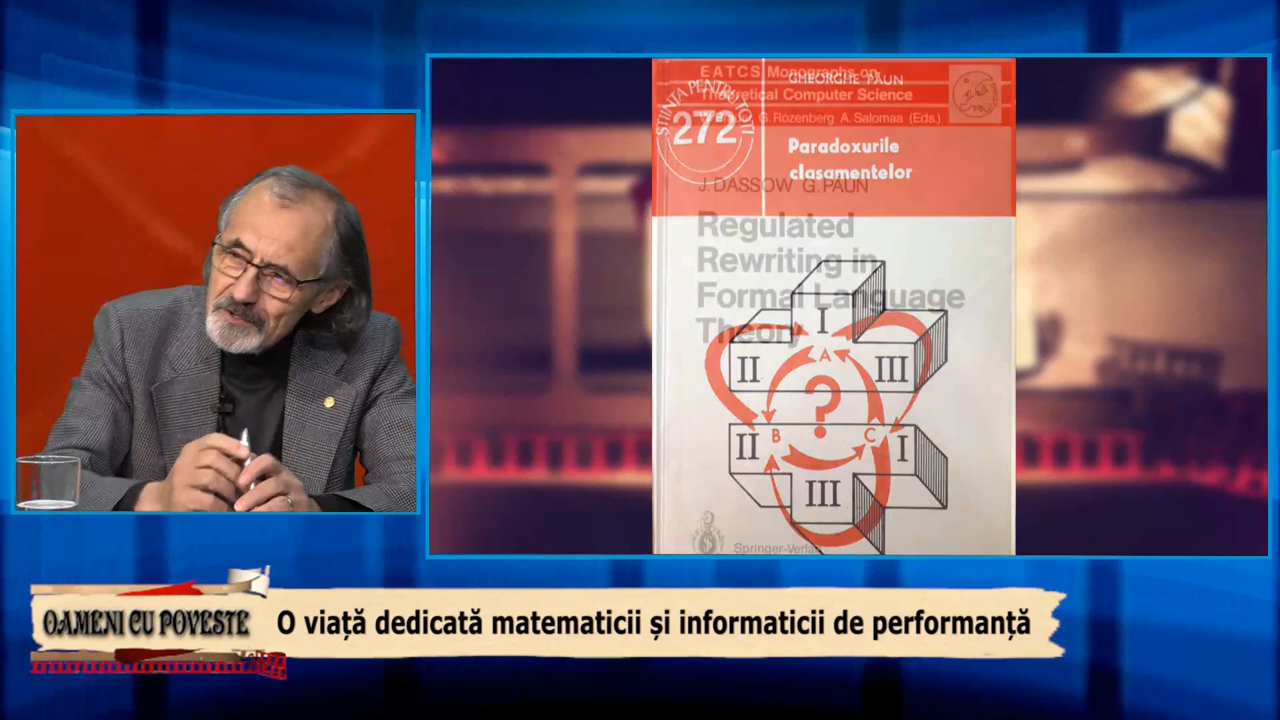 EATCS Monographs on
Theoretical Computer Science
G. Rozenberg A. Salomaa (Eds.)
GHEORGHE PĂUN
ȘTIINȚA PENTRU TOȚI
272
Paradoxurile
clasamentelor
J. DASSOW G. PĂUN
Regulated
Rewriting in
Formal Language
Theory
I
A
II III
?
II B C I
III
Springer-Verlag
OAMENI CU POVESTE
O viață dedicată matematicii și informaticii de performanță